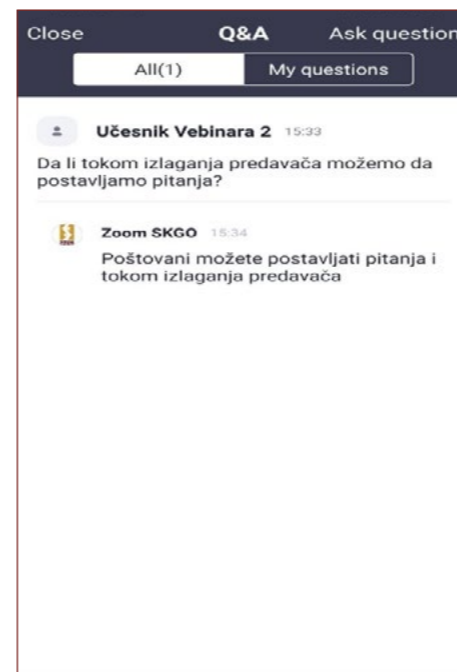 Close Q&A Ask question
All(1) My questions
Učesnik Vebinara 2 15:33
Da li tokom izlaganja predavača možemo da
postavljamo pitanja?
Zoom SKGO 15:34
Poštovani možete postavljati pitanja i
tokom izlaganja predavača